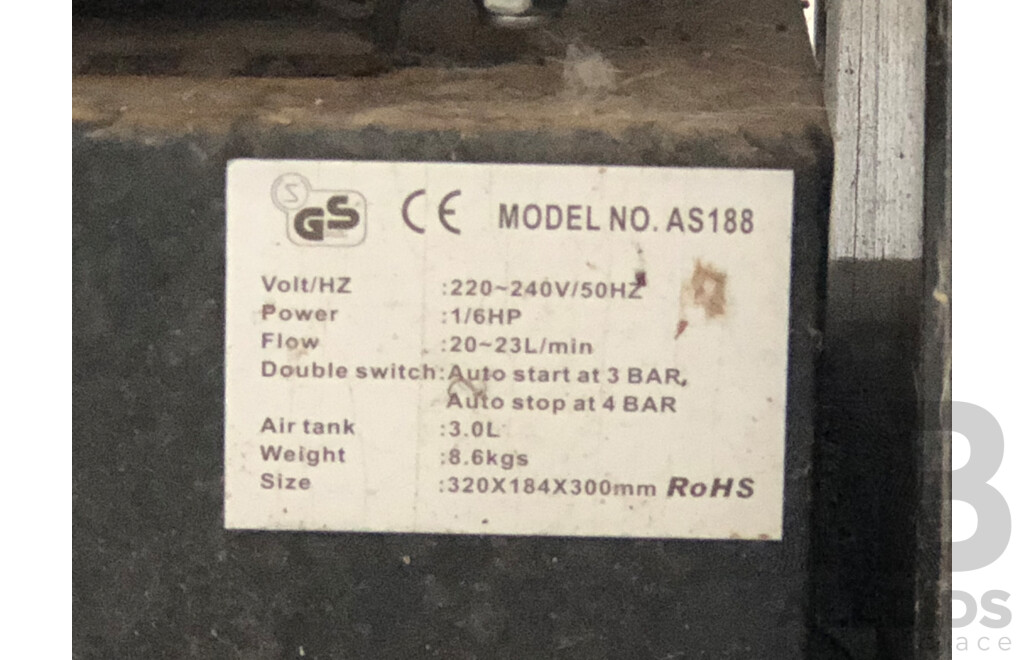 S
GS CE MODEL NO. AS188
Volt/HZ :220~240V/50HZ
Power :1/6HP
Flow :20~23L/min
Double switch:Auto start at 3 BAR,
Auto stop at 4 BAR
Air tank :3.0L
Weight :8.6kgs
Size :320X184X300mm RoHS